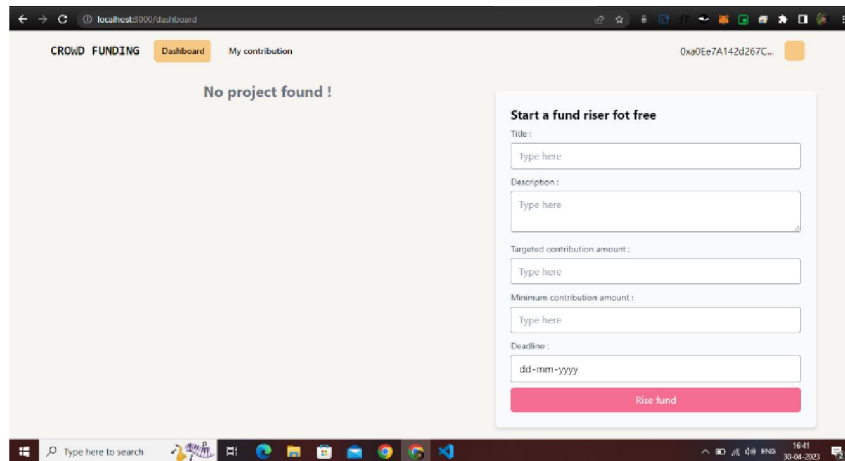 localhost:3000/dashboard
CROWD FUNDING Dashboard My contribution 0xa0Ee7A142d267C...
No project found !
Start a fund riser fot free
Title :
Type here
Description :
Type here
Targeted contribution amount :
Type here
Minimum contribution amount :
Type here
Deadline :
dd-mm-yyyy
Rise fund
Type here to search ENG 16:41
30-04-2023